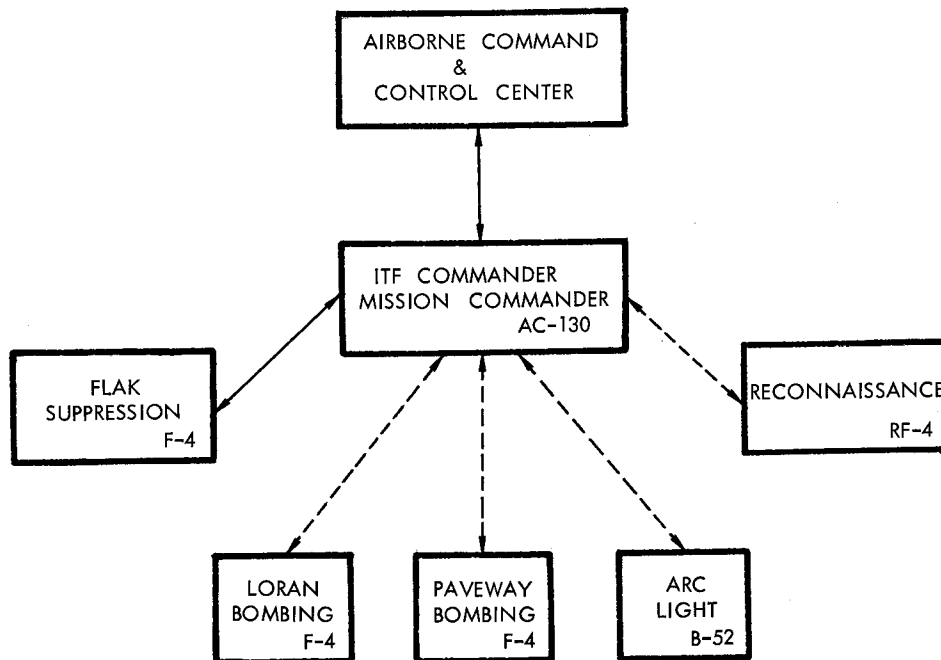 AIRBORNE COMMAND
&
CONTROL CENTER
ITF COMMANDER
MISSION COMMANDER
AC-130
FLAK
SUPPRESSION
F-4
RECONNAISSANCE
RF-4
LORAN
BOMBING
F-4
PAVEWAY
BOMBING
F-4
ARC
LIGHT
B-52